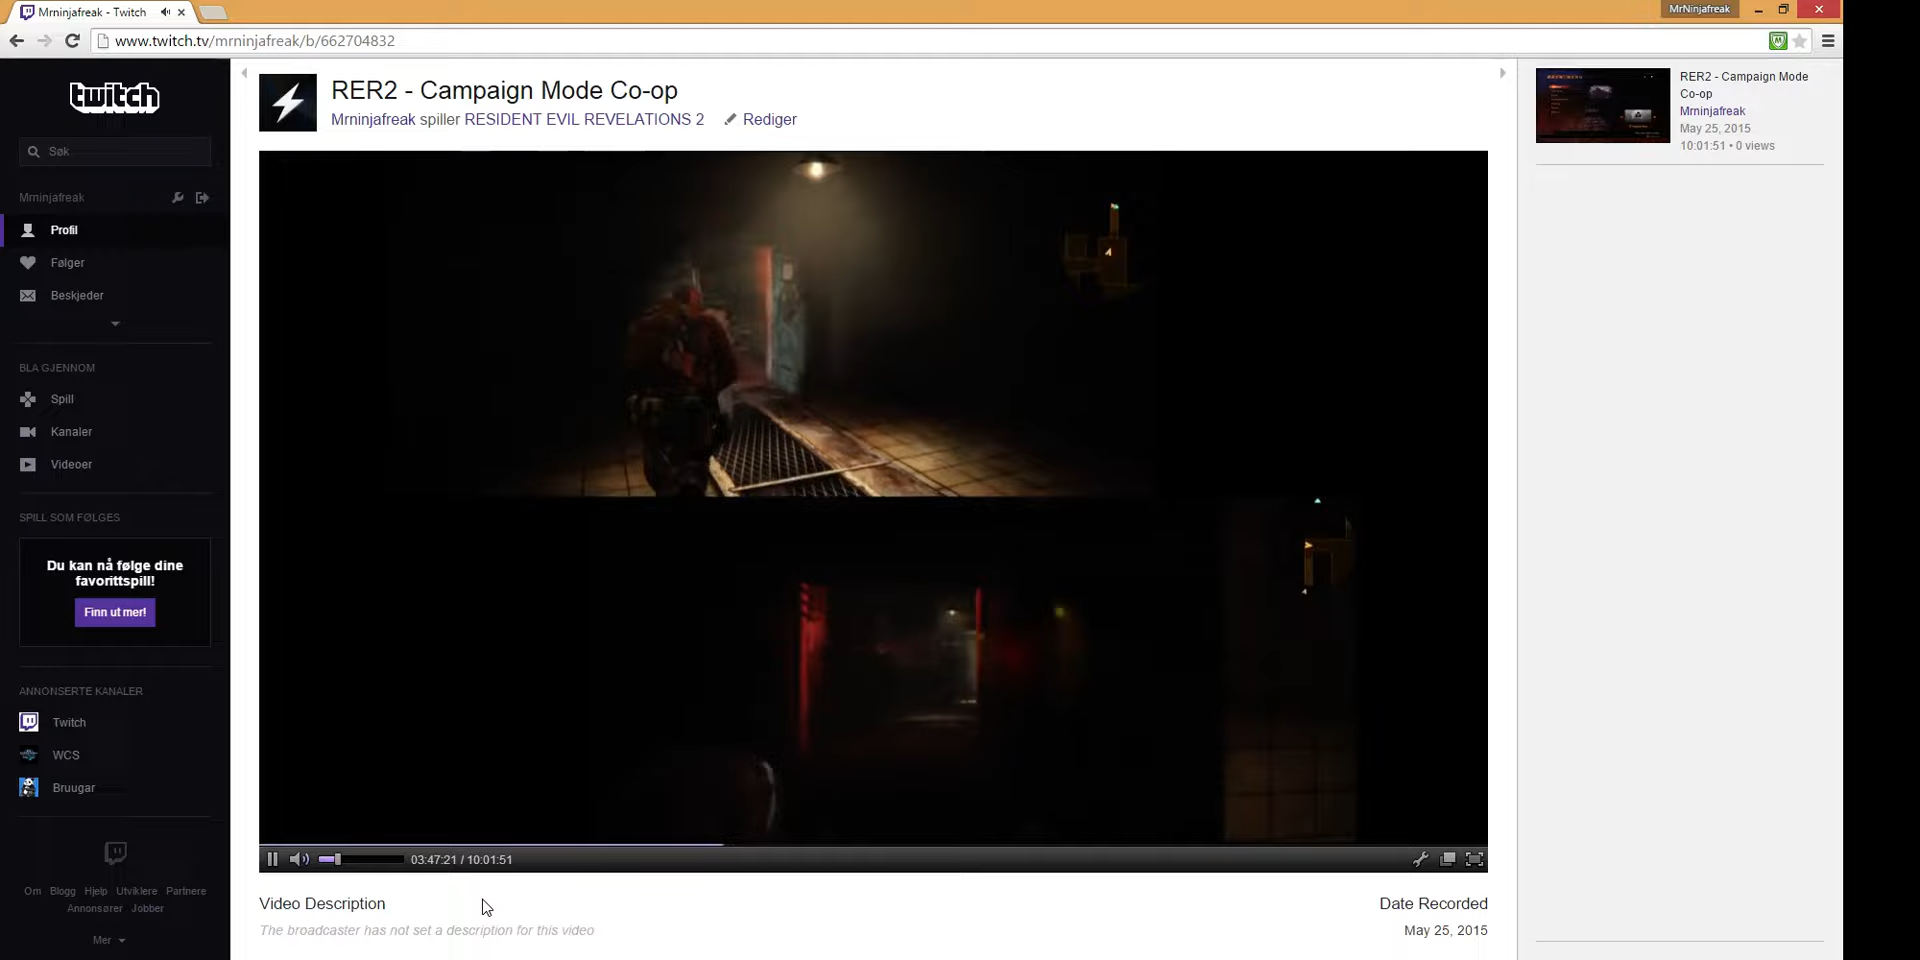 Mrninjafreak - Twitch
MrNinjafreak
www.twitch.tv/mrninjafreak/b/662704832
twitch
Søk
Mrninjafreak
Profil
Følger
Beskjeder
BLA GJENNOM
Spill
Kanaler
Videoer
SPILL SOM FØLGES
Du kan nå følge dine
favorittspill!
Finn ut mer!
ANNONSERTE KANALER
Twitch
WCS
Bruugar
Om Blogg Hjelp Utviklere Partnere
Annonsører Jobber
Mer
RER2 - Campaign Mode Co-op
Mrninjafreak spiller RESIDENT EVIL REVELATIONS 2 Rediger
03:47:21 / 10:01:51
Video Description
The broadcaster has not set a description for this video
Date Recorded
May 25, 2015
RER2 - Campaign Mode
Co-op
Mrninjafreak
May 25, 2015
10:01:51 • 0 views